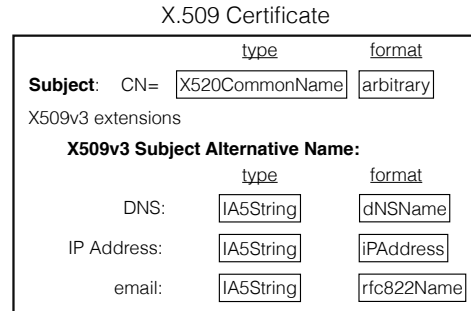 X.509 Certificate
type format
Subject: CN= X520CommonName arbitrary
X509v3 extensions
X509v3 Subject Alternative Name:
type format
DNS: IA5String dNSName
IP Address: IA5String iPAddress
email: IA5String rfc822Name